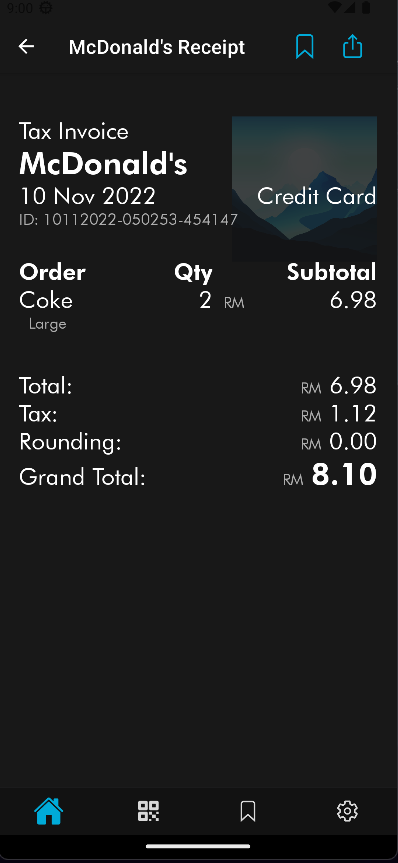 9:00
McDonald's Receipt
Tax Invoice
McDonald's
10 Nov 2022 Credit Card
ID: 10112022-050253-454147
Order Qty Subtotal
Coke 2 RM 6.98
Large
Total: RM 6.98
Tax: RM 1.12
Rounding: RM 0.00
Grand Total: RM 8.10